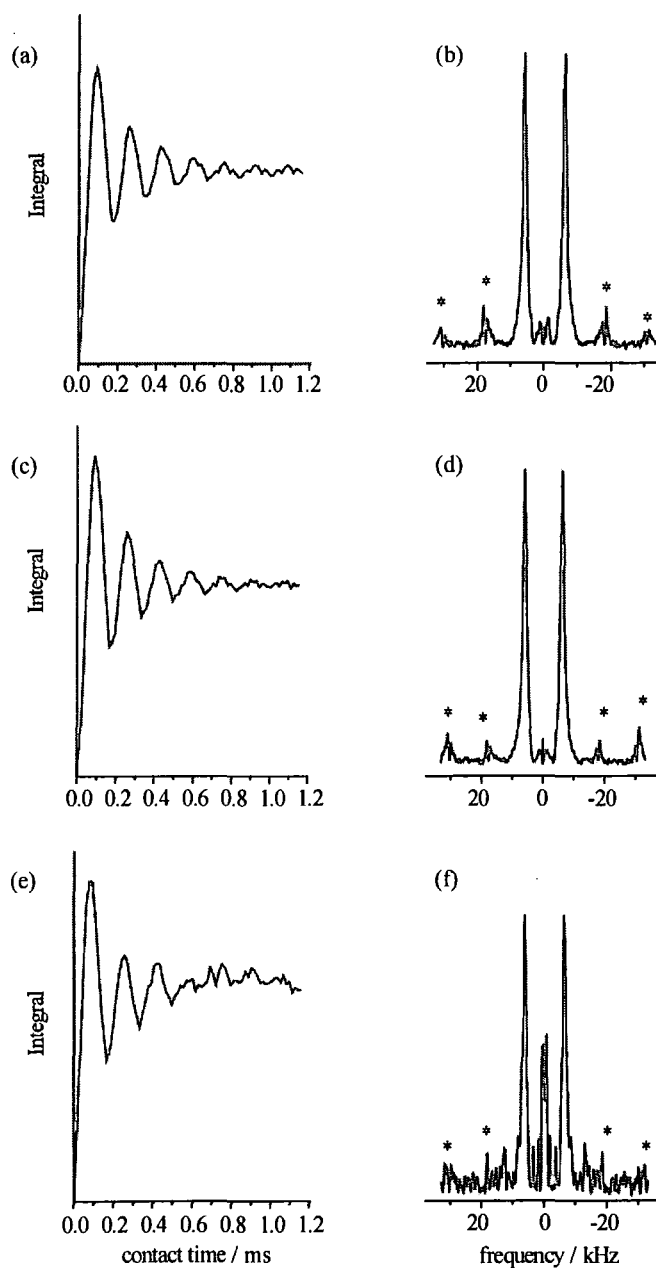 (a)
Integral
0.0 0.2 0.4 0.6 0.8 1.0 1.2
(b)
* * * *
20 0 -20
(c)
Integral
0.0 0.2 0.4 0.6 0.8 1.0 1.2
(d)
* * * *
20 0 -20
(e)
Integral
0.0 0.2 0.4 0.6 0.8 1.0 1.2
contact time / ms
(f)
* * * *
20 0 -20
frequency / kHz